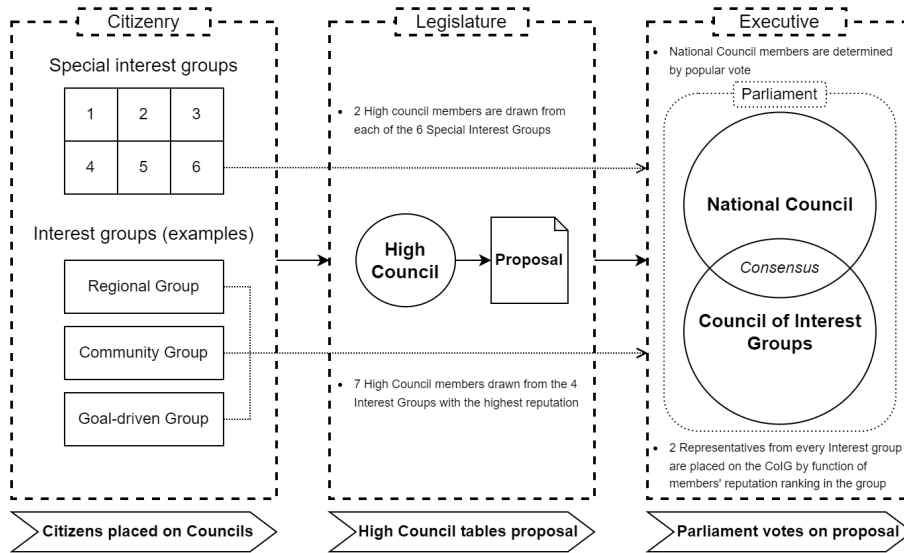 Citizenry
Special interest groups
1 2 3
4 5 6
Interest groups (examples)
Regional Group
Community Group
Goal-driven Group
Citizens placed on Councils
Legislature
• 2 High council members are drawn from
each of the 6 Special Interest Groups
High
Council
Proposal
• 7 High Council members drawn from the 4
Interest Groups with the highest reputation
High Council tables proposal
Executive
• National Council members are determined
by popular vote
Parliament
National Council
Consensus
Council of Interest
Groups
• 2 Representatives from every Interest group
are placed on the CoIG by function of
members' reputation ranking in the group
Parliament votes on proposal